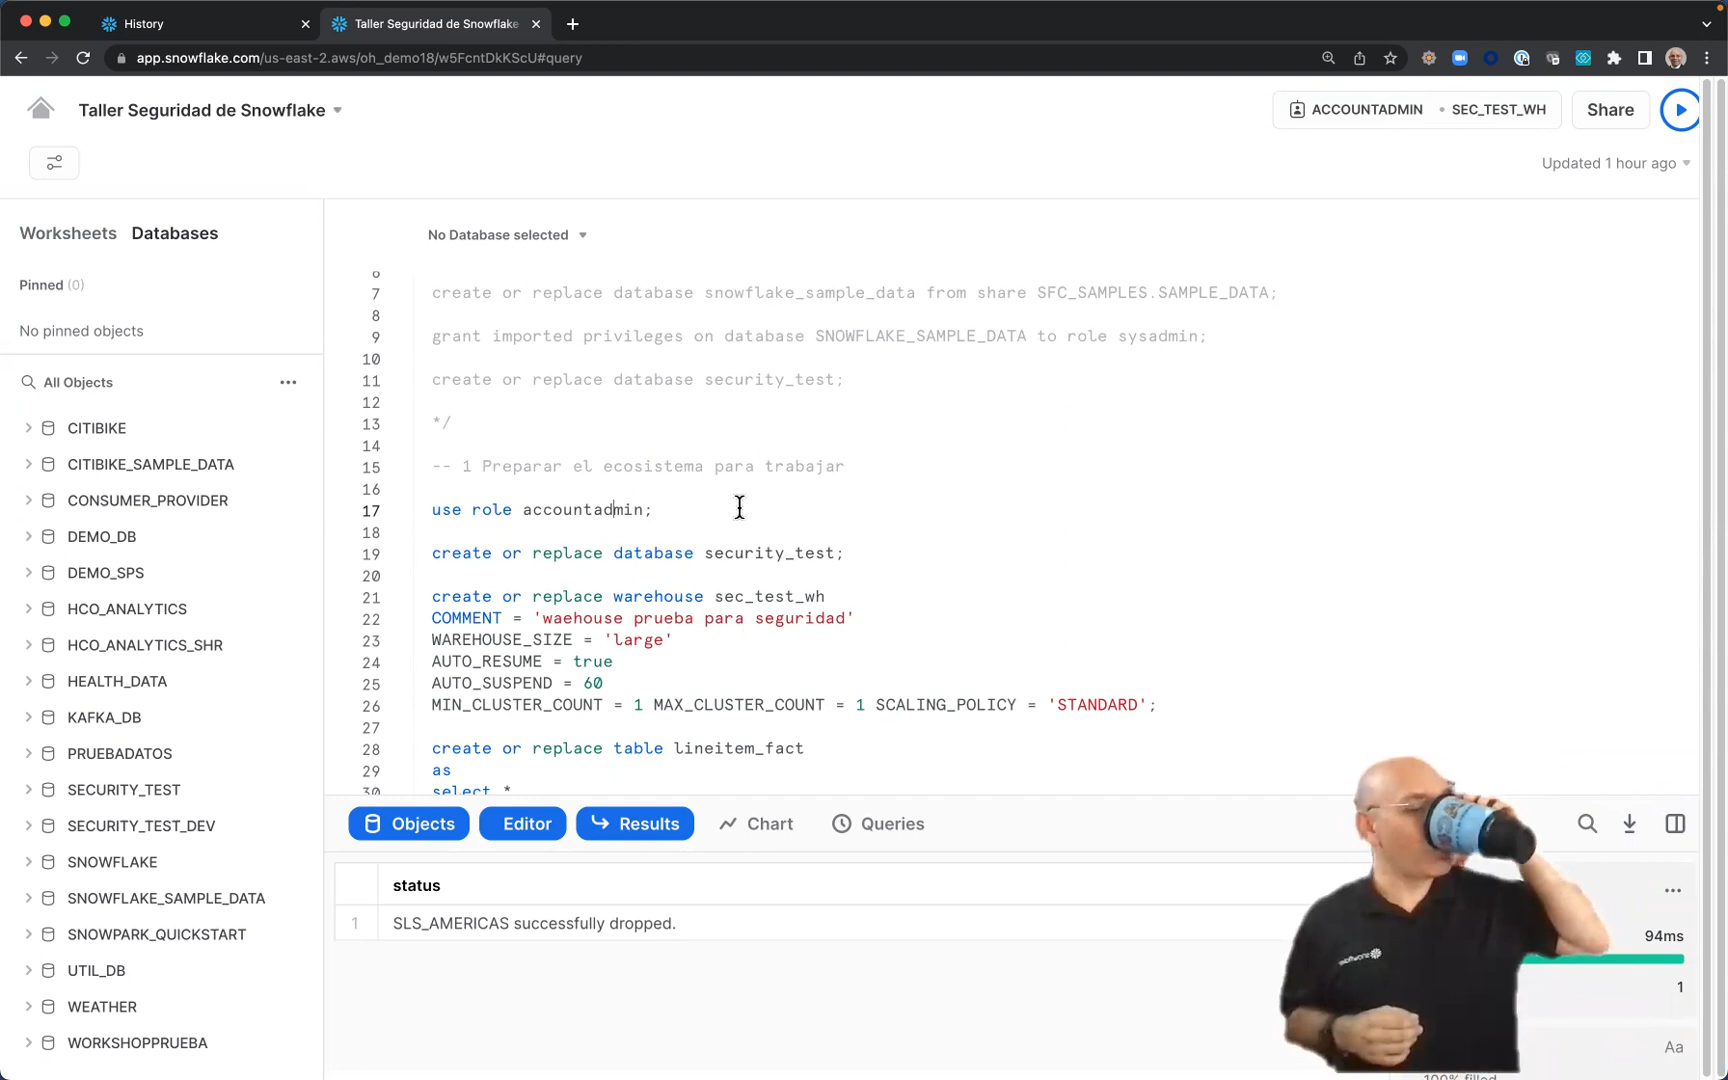 History
Taller Seguridad de Snowflake
app.snowflake.com/us-east-2.aws/oh_demo18/w5FcntDkKScU#query
Taller Seguridad de Snowflake
ACCOUNTADMIN • SEC_TEST_WH
Share
Updated 1 hour ago
Worksheets Databases
Pinned (0)
No pinned objects
All Objects
CITIBIKE
CITIBIKE_SAMPLE_DATA
CONSUMER_PROVIDER
DEMO_DB
DEMO_SPS
HCO_ANALYTICS
HCO_ANALYTICS_SHR
HEALTH_DATA
KAFKA_DB
PRUEBADATOS
SECURITY_TEST
SECURITY_TEST_DEV
SNOWFLAKE
SNOWFLAKE_SAMPLE_DATA
SNOWPARK_QUICKSTART
UTIL_DB
WEATHER
WORKSHOPPRUEBA
No Database selected
6
7 create or replace database snowflake_sample_data from share SFC_SAMPLES.SAMPLE_DATA;
8
9 grant imported privileges on database SNOWFLAKE_SAMPLE_DATA to role sysadmin;
10
11 create or replace database security_test;
12
13 */
14
15 -- 1 Preparar el ecosistema para trabajar
16
17 use role accountadmin;
18
19 create or replace database security_test;
20
21 create or replace warehouse sec_test_wh
22 COMMENT = 'waehouse prueba para seguridad'
23 WAREHOUSE_SIZE = 'large'
24 AUTO_RESUME = true
25 AUTO_SUSPEND = 60
26 MIN_CLUSTER_COUNT = 1 MAX_CLUSTER_COUNT = 1 SCALING_POLICY = 'STANDARD';
27
28 create or replace table lineitem_fact
29 as
30 select *
Objects Editor Results Chart Queries
status
1 SLS_AMERICAS successfully dropped.
94ms
1
Aa
100% filled